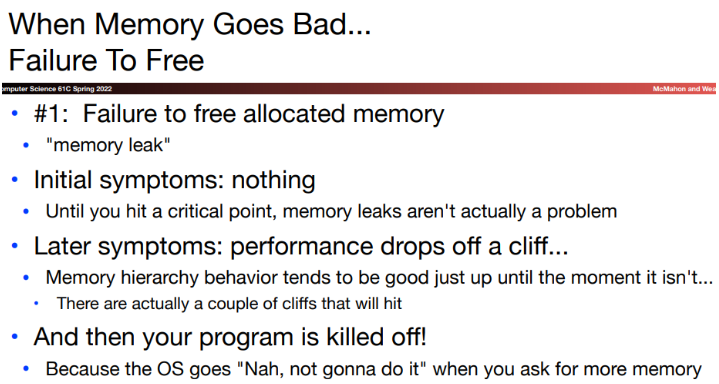 When Memory Goes Bad...
Failure To Free
omputer Science 61C Spring 2022
McMahon and Wea
• #1: Failure to free allocated memory
• "memory leak"
• Initial symptoms: nothing
• Until you hit a critical point, memory leaks aren't actually a problem
• Later symptoms: performance drops off a cliff...
• Memory hierarchy behavior tends to be good just up until the moment it isn't...
• There are actually a couple of cliffs that will hit
• And then your program is killed off!
• Because the OS goes "Nah, not gonna do it" when you ask for more memory